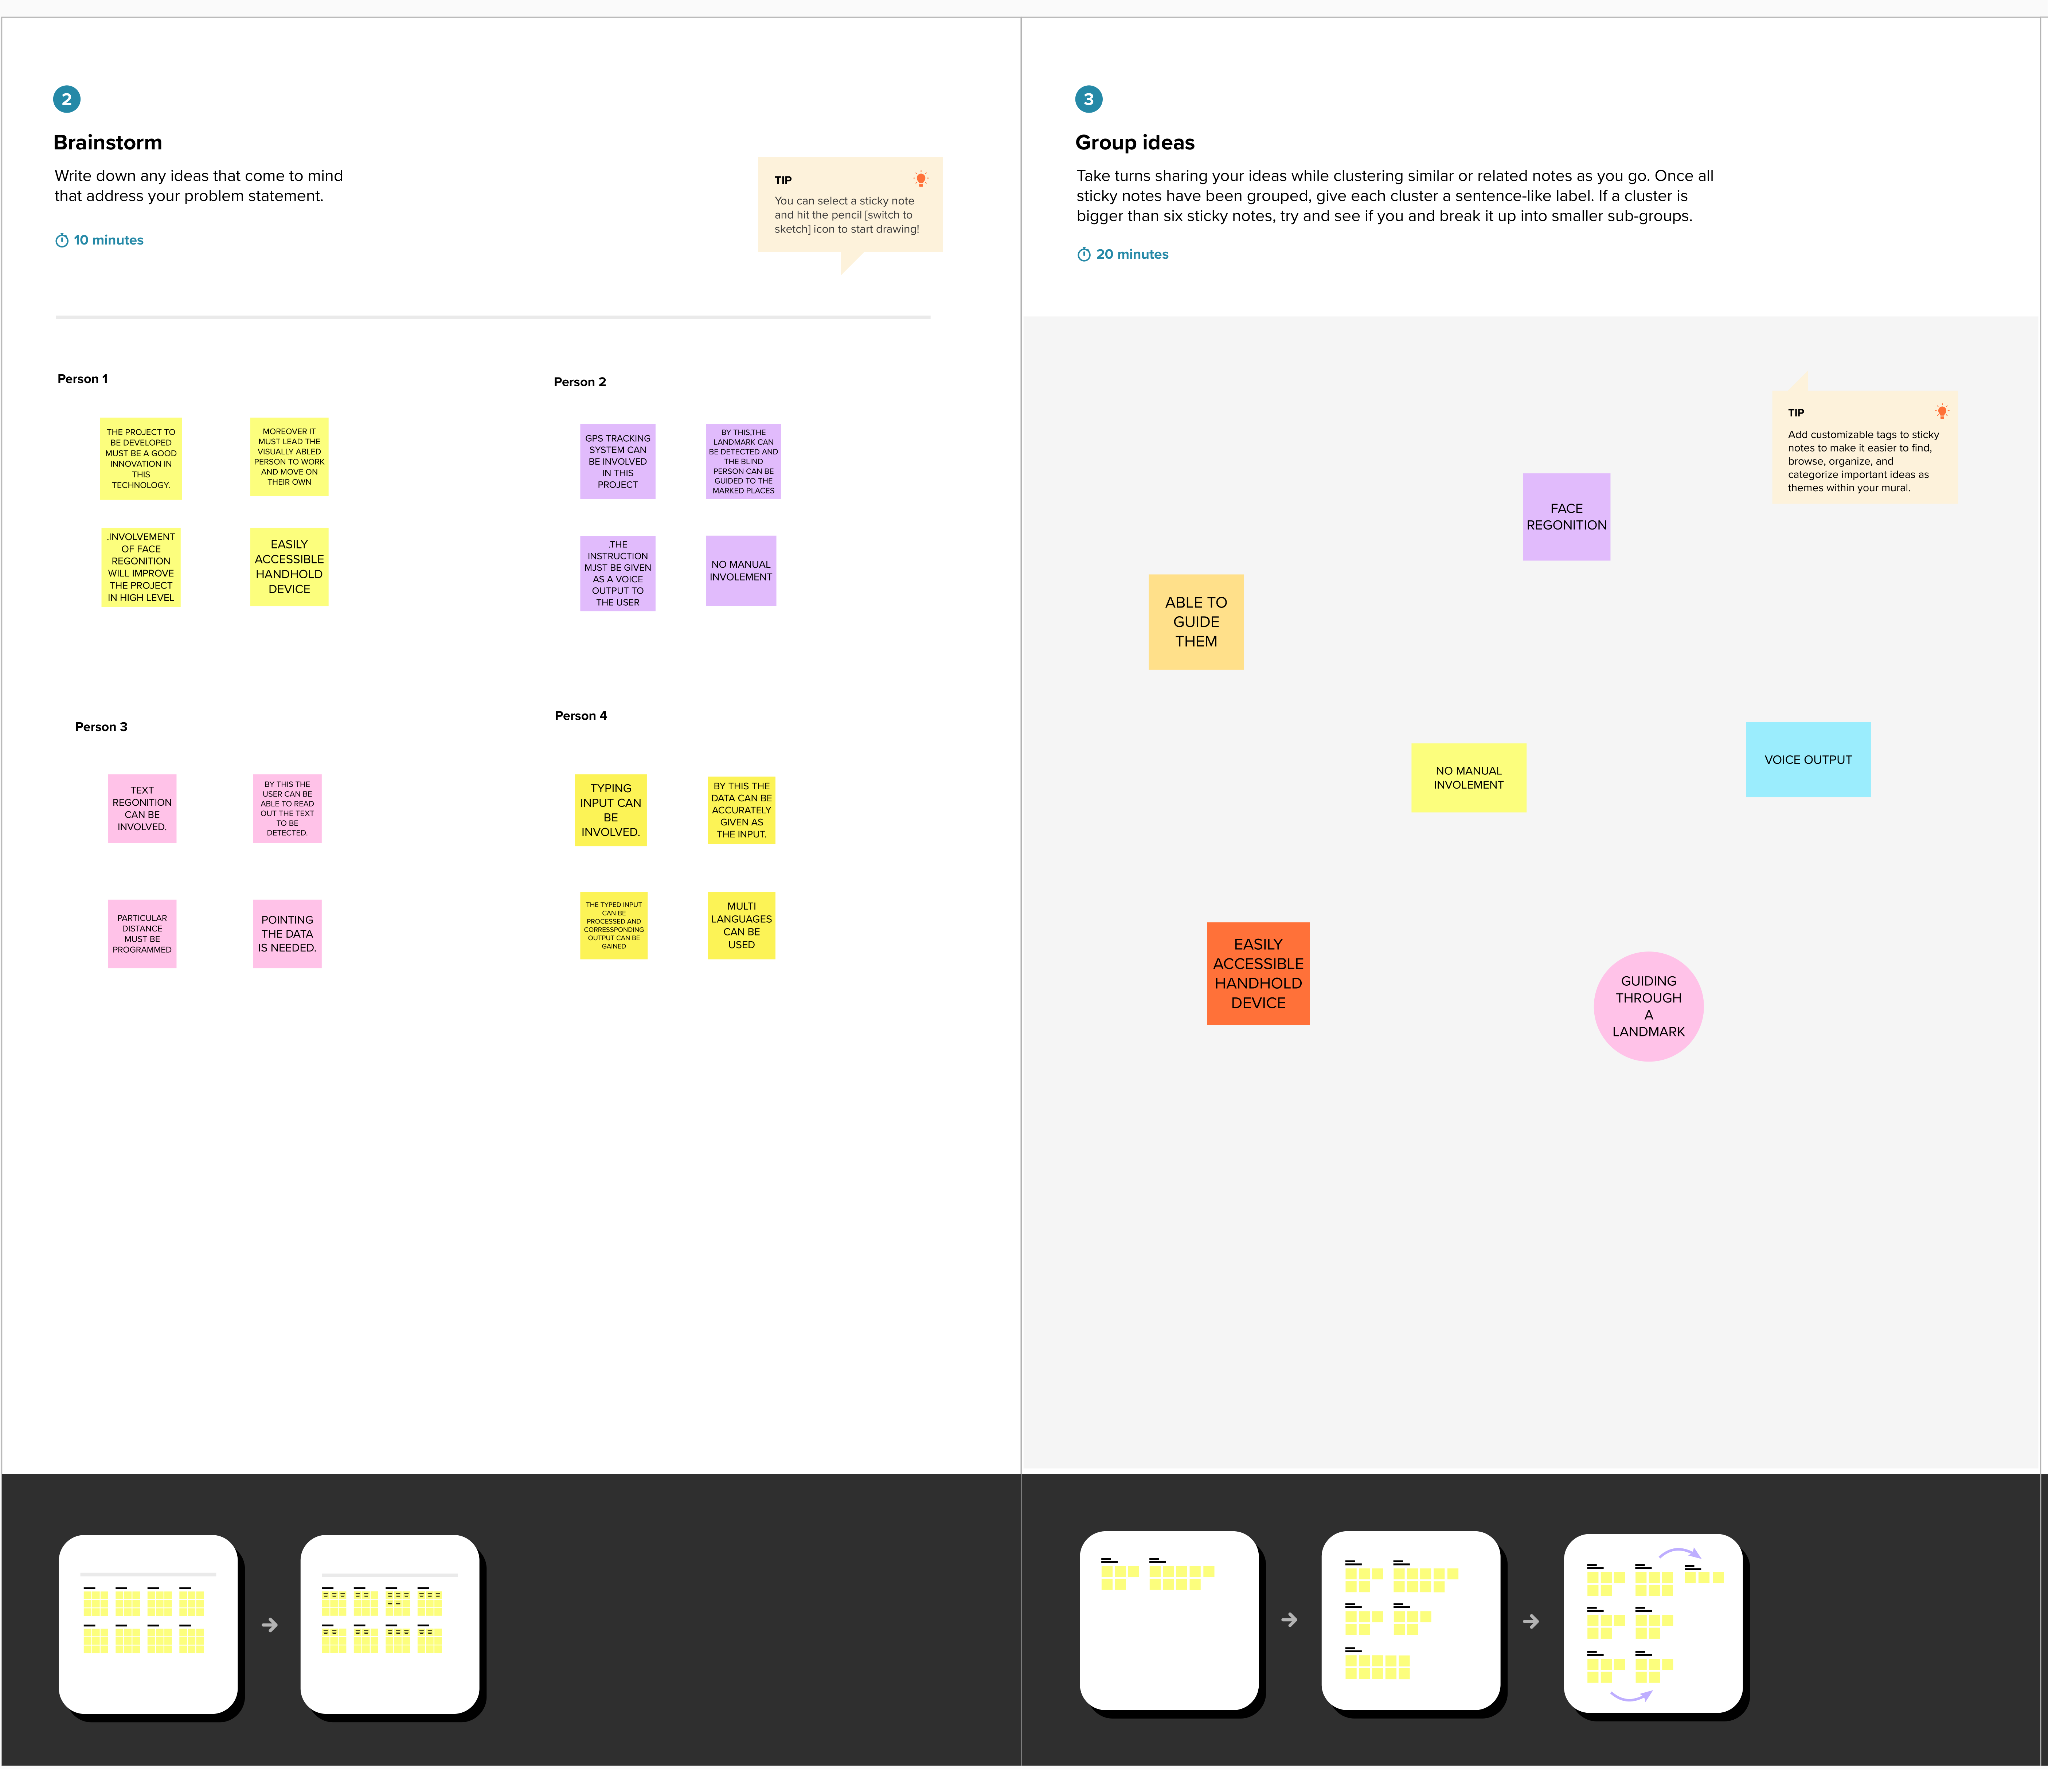 2
Brainstorm
Write down any ideas that come to mind
that address your problem statement.
10 minutes
TIP
You can select a sticky note
and hit the pencil [switch to
sketch] icon to start drawing!
Person 1
THE PROJECT TO
BE DEVELOPED
MUST BE A GOOD
INNOVATION IN
THIS
TECHNOLOGY.
MOREOVER IT
MUST LEAD THE
VISUALLY ABLED
PERSON TO WORK
AND MOVE ON
THEIR OWN
.INVOLVEMENT
OF FACE
REGONITION
WILL IMPROVE
THE PROJECT
IN HIGH LEVEL
EASILY
ACCESSIBLE
HANDHOLD
DEVICE
Person 2
GPS TRACKING
SYSTEM CAN
BE INVOLVED
IN THIS
PROJECT
BY THIS,THE
LANDMARK CAN
BE DETECTED AND
THE BLIND
PERSON CAN BE
GUIDED TO THE
MARKED PLACES
.THE
INSTRUCTION
MJST BE GIVEN
AS A VOICE
OUTPUT TO
THE USER
NO MANUAL
INVOLEMENT
Person 3
TEXT
REGONITION
CAN BE
INVOLVED.
BY THIS THE
USER CAN BE
ABLE TO READ
OUT THE TEXT
TO BE
DETECTED.
PARTICULAR
DISTANCE
MUST BE
PROGRAMMED
POINTING
THE DATA
IS NEEDED.
Person 4
TYPING
INPUT CAN
BE
INVOLVED.
BY THIS THE
DATA CAN BE
ACCURATELY
GIVEN AS
THE INPUT.
THE TYPED INPUT
CAN BE
PROCESSED AND
CORRESSPONDING
OUTPUT CAN BE
GAINED
MULTI
LANGUAGES
CAN BE
USED
3
Group ideas
Take turns sharing your ideas while clustering similar or related notes as you go. Once all
sticky notes have been grouped, give each cluster a sentence-like label. If a cluster is
bigger than six sticky notes, try and see if you and break it up into smaller sub-groups.
20 minutes
TIP
Add customizable tags to sticky
notes to make it easier to find,
browse, organize, and
categorize important ideas as
themes within your mural.
FACE
REGONITION
ABLE TO
GUIDE
THEM
NO MANUAL
INVOLEMENT
VOICE OUTPUT
EASILY
ACCESSIBLE
HANDHOLD
DEVICE
GUIDING
THROUGH
A
LANDMARK